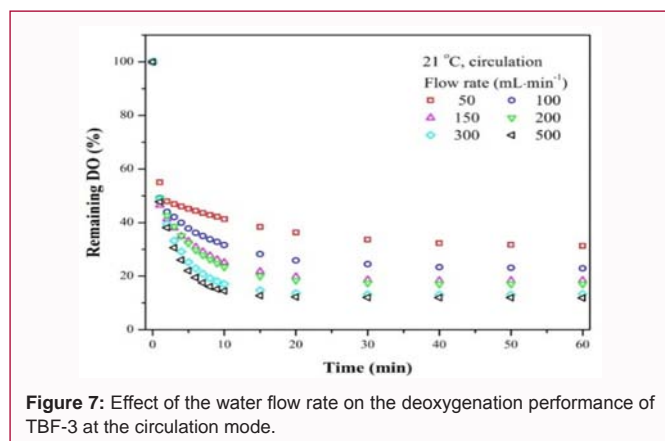 21 °C, circulation
Flow rate (mL·min⁻¹)
50 100
150 200
300 500
Remaining DO (%)
100
80
60
40
20
0
0 10 20 30 40 50 60
Time (min)
Figure 7: Effect of the water flow rate on the deoxygenation performance of
TBF-3 at the circulation mode.